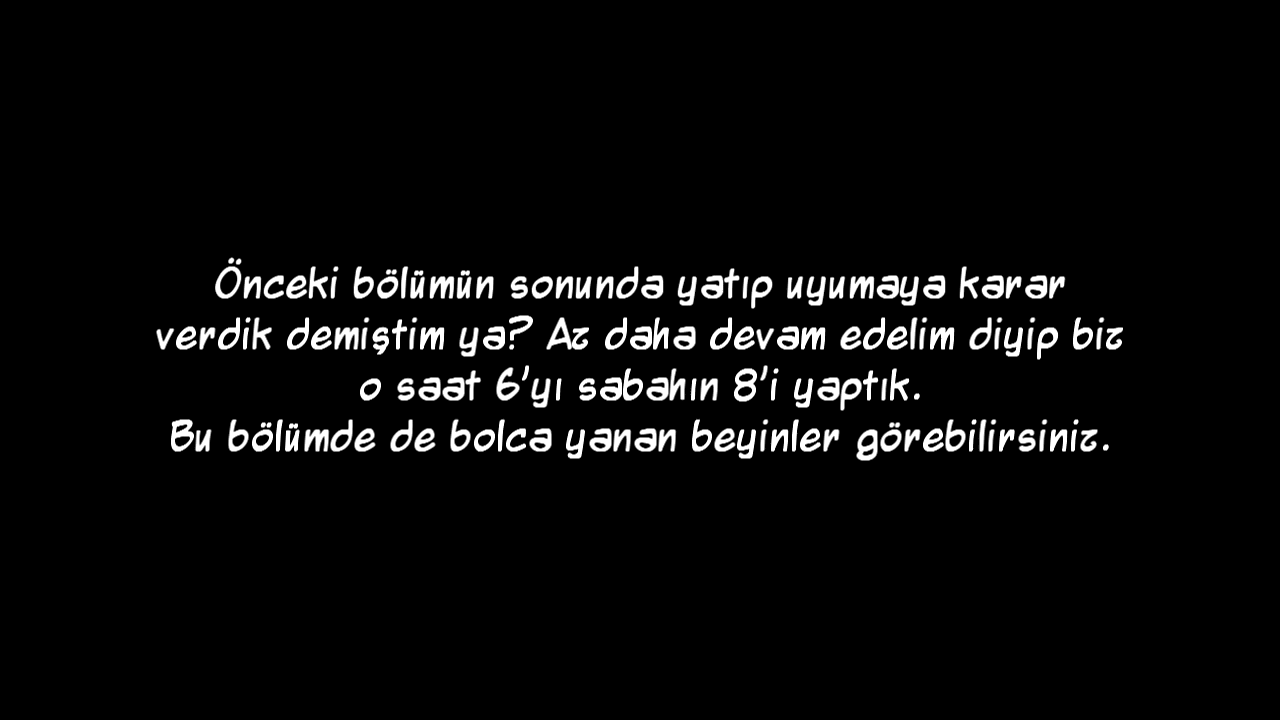 Önceki bölümün sonunda yatıp uyumaya karar
verdik demiştim ya? Az daha devam edelim diyip biz
o saat 6'yı sabahın 8'i yaptık.
Bu bölümde de bolca yanan beyinler görebilirsiniz.